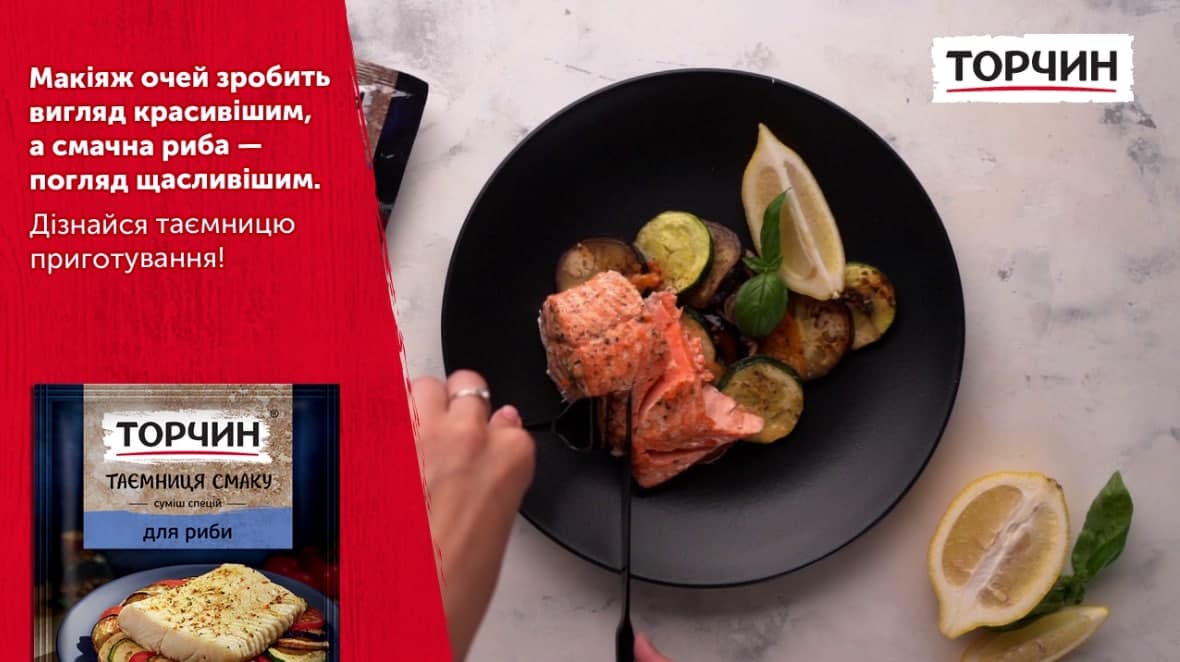 Макіяж очей зробить
вигляд красивішим,
а смачна риба —
погляд щасливішим.
Дізнайся таємницю
приготування!
ТОРЧИН
ТОРЧИН®
ТАЄМНИЦЯ СМАКУ
суміш спецій
для риби